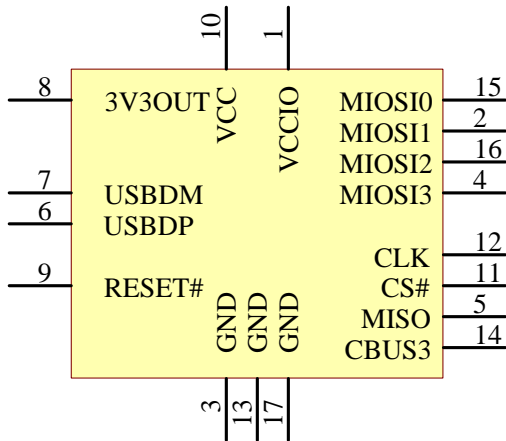 10 1
8 3V3OUT VCC VCCIO MIOSI0 15
MIOSI1 2
MIOSI2 16
7 USBDM MIOSI3 4
6 USBDP
CLK 12
9 RESET# CS# 11
GND GND GND MISO 5
CBUS3 14
3 13 17